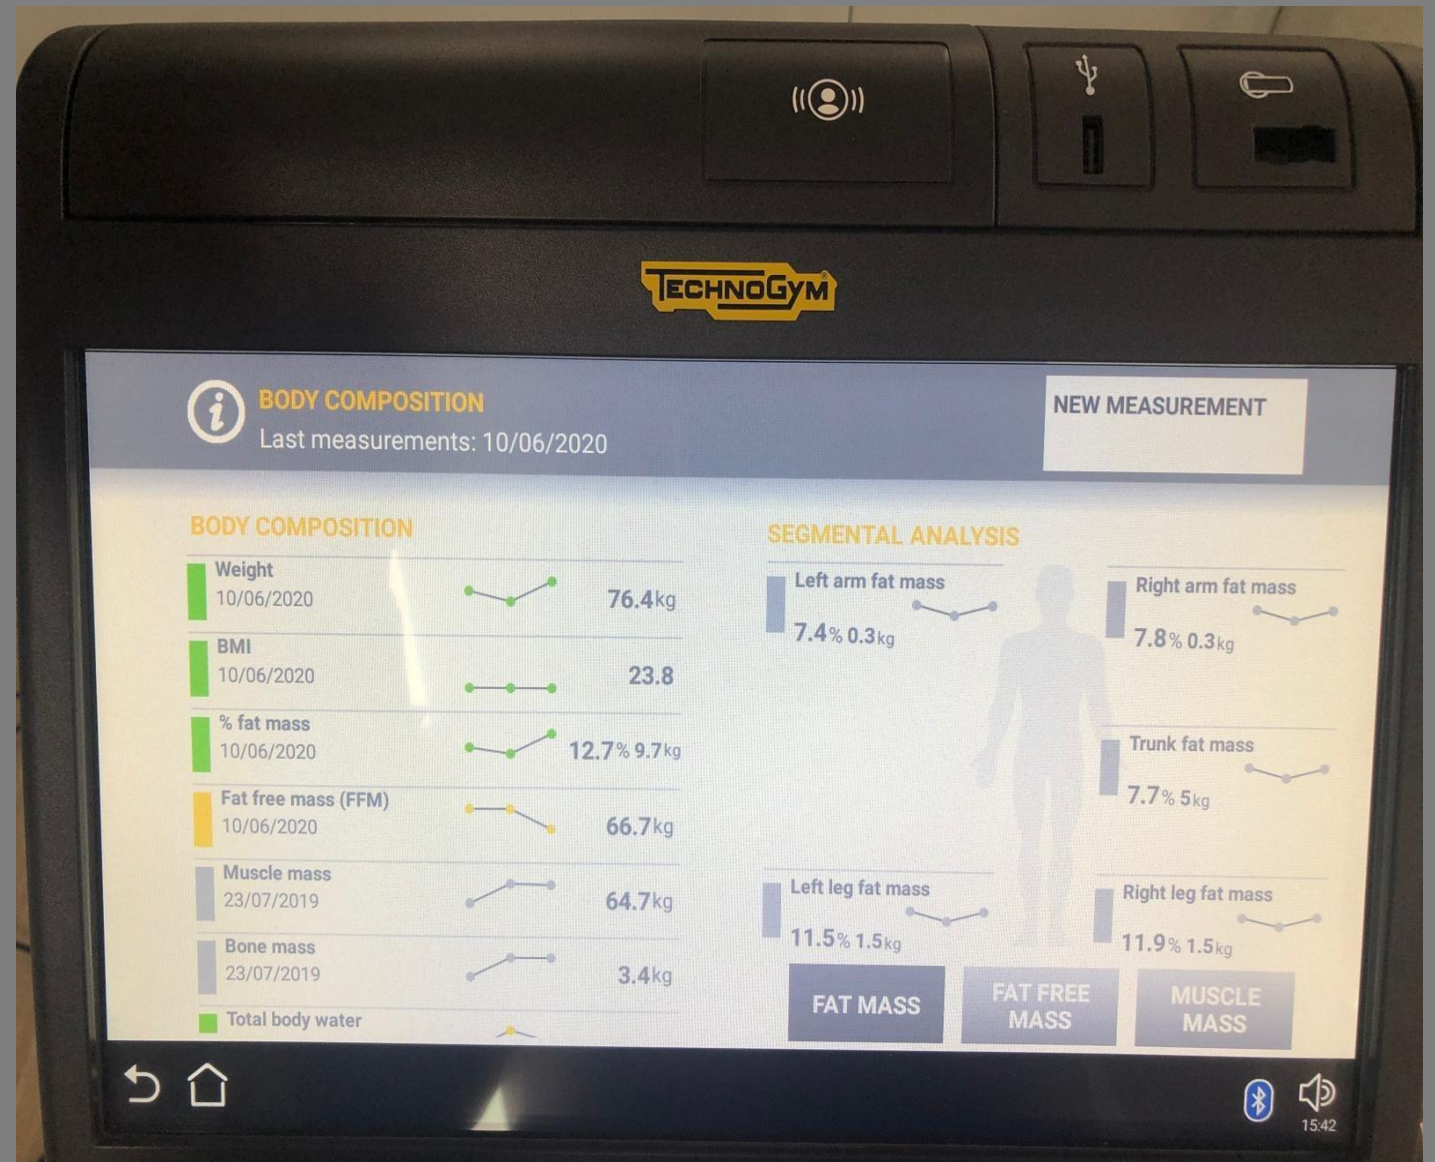 TECHNOGYM
BODY COMPOSITION
Last measurements: 10/06/2020
NEW MEASUREMENT
BODY COMPOSITION
Weight
10/06/2020
76.4kg
BMI
10/06/2020
23.8
% fat mass
10/06/2020
12.7% 9.7kg
Fat free mass (FFM)
10/06/2020
66.7kg
Muscle mass
23/07/2019
64.7kg
Bone mass
23/07/2019
3.4kg
Total body water
SEGMENTAL ANALYSIS
Left arm fat mass
7.4% 0.3kg
Right arm fat mass
7.8% 0.3kg
Trunk fat mass
7.7% 5kg
Left leg fat mass
11.5% 1.5kg
Right leg fat mass
11.9% 1.5kg
FAT MASS
FAT FREE
MASS
MUSCLE
MASS
15:42